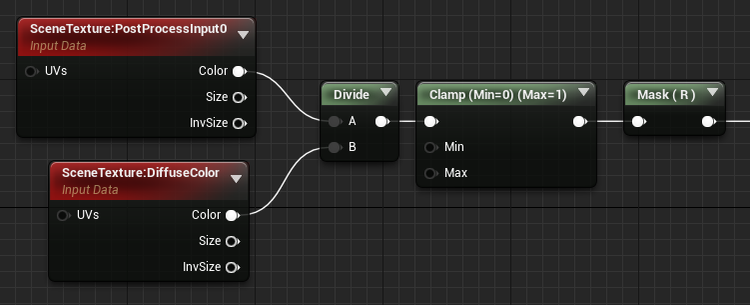 SceneTexture:PostProcessInput0
Input Data
UVs Color
Size
InvSize
SceneTexture:DiffuseColor
Input Data
UVs Color
Size
InvSize
Divide
A
B
Clamp (Min=0) (Max=1)
Min
Max
Mask ( R )